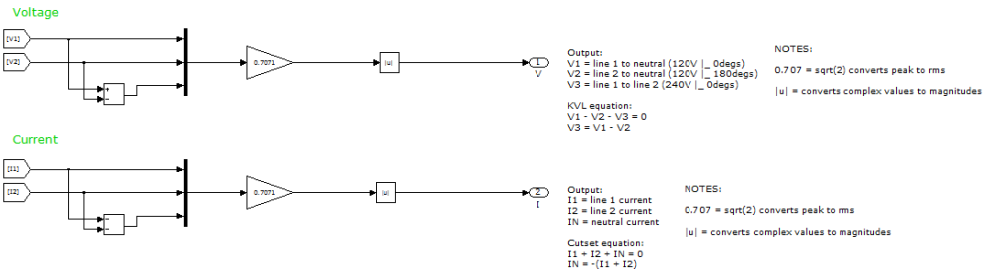 Voltage
[V1]
[V2]
+
−
0.7071
|u|
1
V
Output:
V1 = line 1 to neutral (120V |_ 0degs)
V2 = line 2 to neutral (120V |_ 180degs)
V3 = line 1 to line 2 (240V |_ 0degs)
KVL equation:
V1 - V2 - V3 = 0
V3 = V1 - V2
NOTES:
0.707 = sqrt(2) converts peak to rms
|u| = converts complex values to magnitudes
Current
[I1]
[I2]
−
−
0.7071
|u|
2
I
Output:
I1 = line 1 current
I2 = line 2 current
IN = neutral current
Cutset equation:
I1 + I2 + IN = 0
IN = -(I1 + I2)
NOTES:
0.707 = sqrt(2) converts peak to rms
|u| = converts complex values to magnitudes